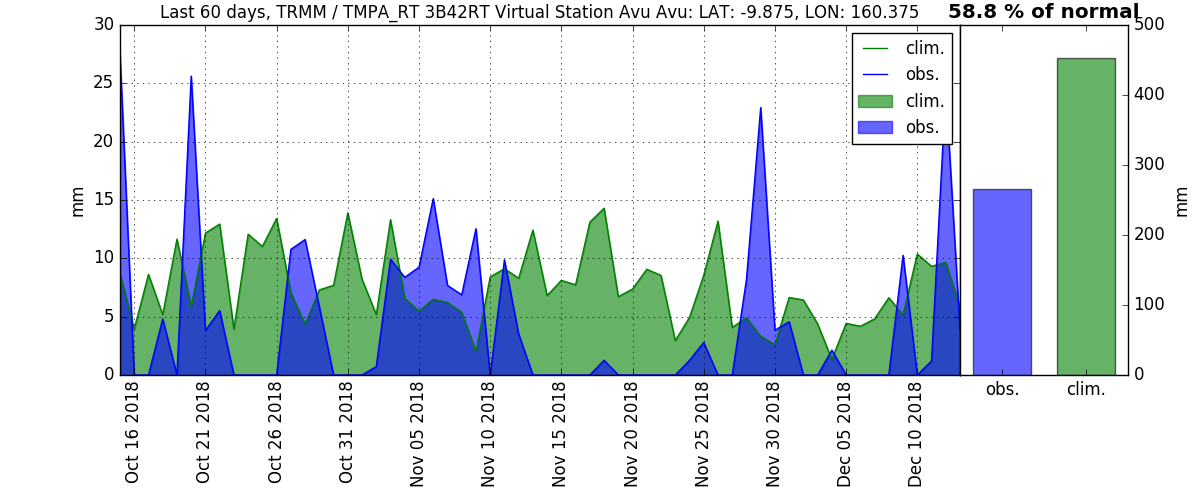 Last 60 days, TRMM / TMPA_RT 3B42RT Virtual Station Avu Avu: LAT: -9.875, LON: 160.375
58.8 % of normal
30
25
20
15
10
5
0
mm
clim.
obs.
clim.
obs.
500
400
300
200
100
0
mm
obs.
clim.
Oct 16 2018
Oct 21 2018
Oct 26 2018
Oct 31 2018
Nov 05 2018
Nov 10 2018
Nov 15 2018
Nov 20 2018
Nov 25 2018
Nov 30 2018
Dec 05 2018
Dec 10 2018